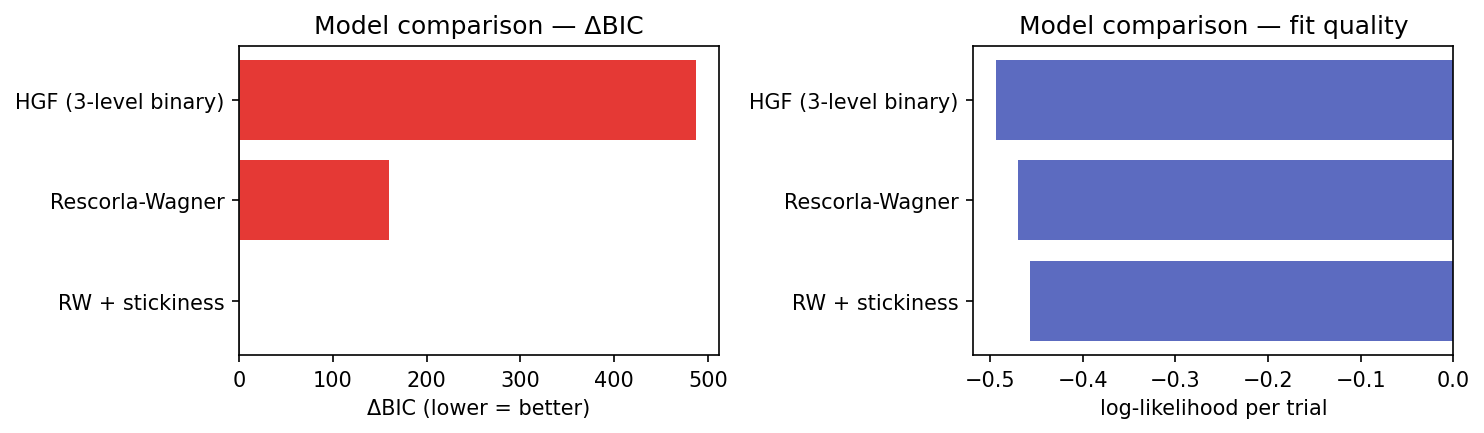 Model comparison — ΔBIC
HGF (3-level binary)
Rescorla-Wagner
RW + stickiness
0 100 200 300 400 500
ΔBIC (lower = better)
Model comparison — fit quality
HGF (3-level binary)
Rescorla-Wagner
RW + stickiness
−0.5 −0.4 −0.3 −0.2 −0.1 0.0
log-likelihood per trial